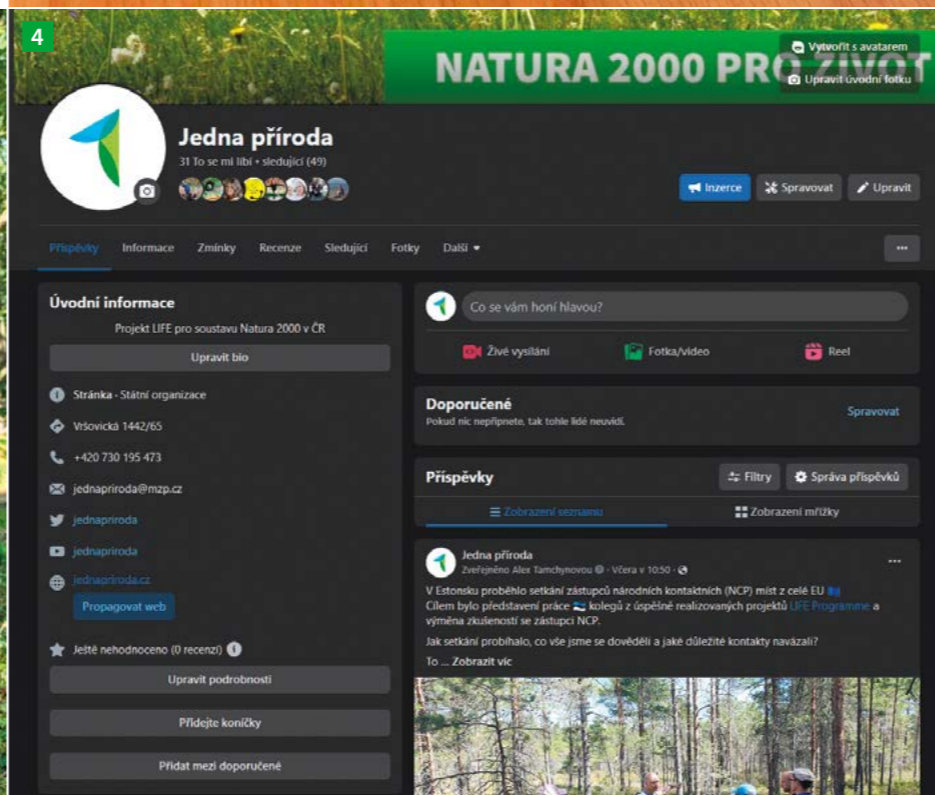 4
Vytvořit s avatarem
NATURA 2000 PRO ŽIVOT
Upravit úvodní fotku
Jedna příroda
31 To se mi líbí • sledující (49)
Inzerce
Spravovat
Upravit
Příspěvky
Informace
Zmínky
Recenze
Sledující
Fotky
Další
Úvodní informace
Projekt LIFE pro soustavu Natura 2000 v ČR
Upravit bio
Stránka · Státní organizace
Vršovická 1442/65
+420 730 195 473
jednapriroda@mzp.cz
jednapriroda
jednapriroda
jednapriroda.cz
Propagovat web
Ještě nehodnoceno (0 recenzí)
Upravit podrobnosti
Přidejte koníčky
Přidat mezi doporučené
Co se vám honí hlavou?
Živé vysílání
Fotka/video
Reel
Doporučené
Spravovat
Pokud nic nepřipnete, tak tohle lidé neuvidí.
Příspěvky
Filtry
Správa příspěvků
Zobrazení seznamu
Zobrazení mřížky
Jedna příroda
Zveřejněno Alex Tamchynovou · Včera v 10:50 ·
V Estonsku proběhlo setkání zástupců národních kontaktních (NCP) míst z celé EU
Cílem bylo představení práce kolegů z úspěšně realizovaných projektů LIFE Programme a
výměna zkušeností se zástupci NCP.
Jak setkání probíhalo, co vše jsme se dověděli a jaké důležité kontakty navázali?
To ... Zobrazit víc